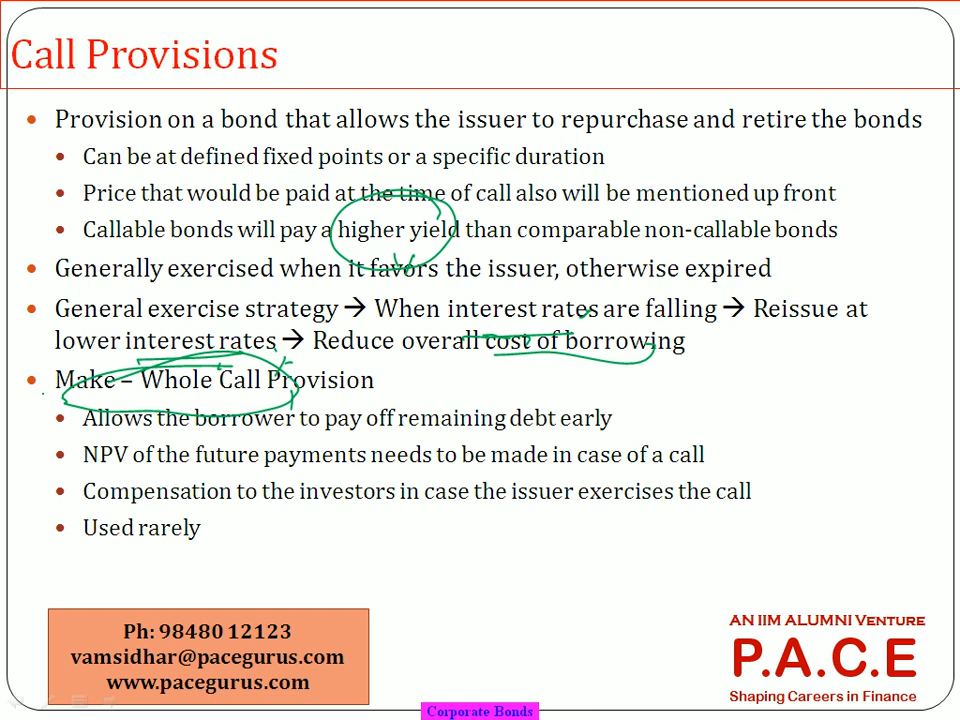 Call Provisions
• Provision on a bond that allows the issuer to repurchase and retire the bonds
• Can be at defined fixed points or a specific duration
• Price that would be paid at the time of call also will be mentioned up front
• Callable bonds will pay a higher yield than comparable non-callable bonds
• Generally exercised when it favors the issuer, otherwise expired
• General exercise strategy → When interest rates are falling → Reissue at
lower interest rates → Reduce overall cost of borrowing
• Make – Whole Call Provision
• Allows the borrower to pay off remaining debt early
• NPV of the future payments needs to be made in case of a call
• Compensation to the investors in case the issuer exercises the call
• Used rarely
Ph: 98480 12123
vamsidhar@pacegurus.com
www.pacegurus.com
AN IIM ALUMNI VENTURE
P.A.C.E
Shaping Careers in Finance
Corporate Bonds